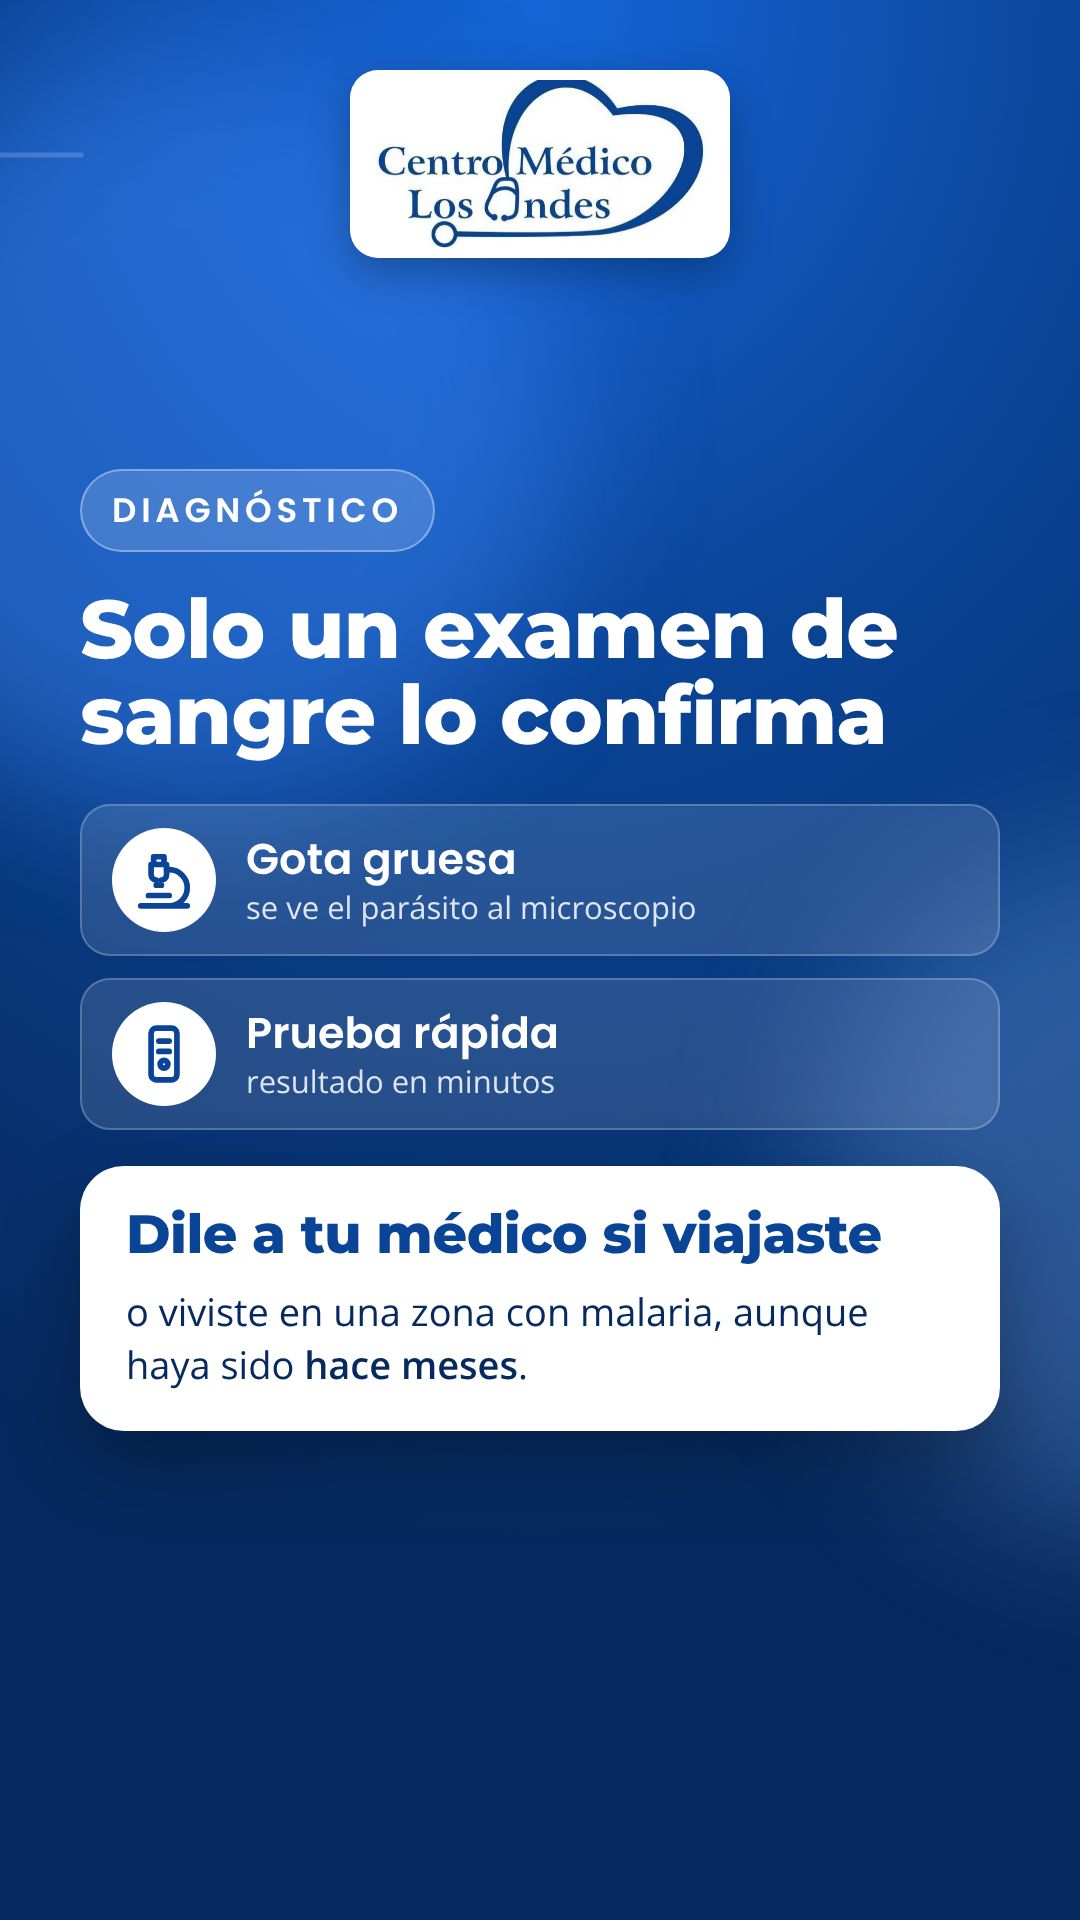 Centro Médico
Los Andes
DIAGNÓSTICO
Solo un examen de
sangre lo confirma
Gota gruesa
se ve el parásito al microscopio
Prueba rápida
resultado en minutos
Dile a tu médico si viajaste
o viviste en una zona con malaria, aunque
haya sido hace meses.